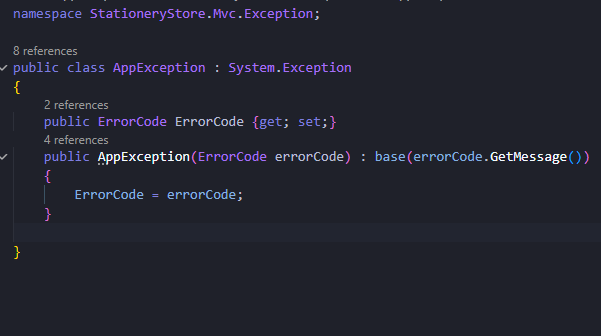 namespace StationeryStore.Mvc.Exception;
8 references
public class AppException : System.Exception
{
2 references
public ErrorCode ErrorCode {get; set;}
4 references
public AppException(ErrorCode errorCode) : base(errorCode.GetMessage())
{
ErrorCode = errorCode;
}
}